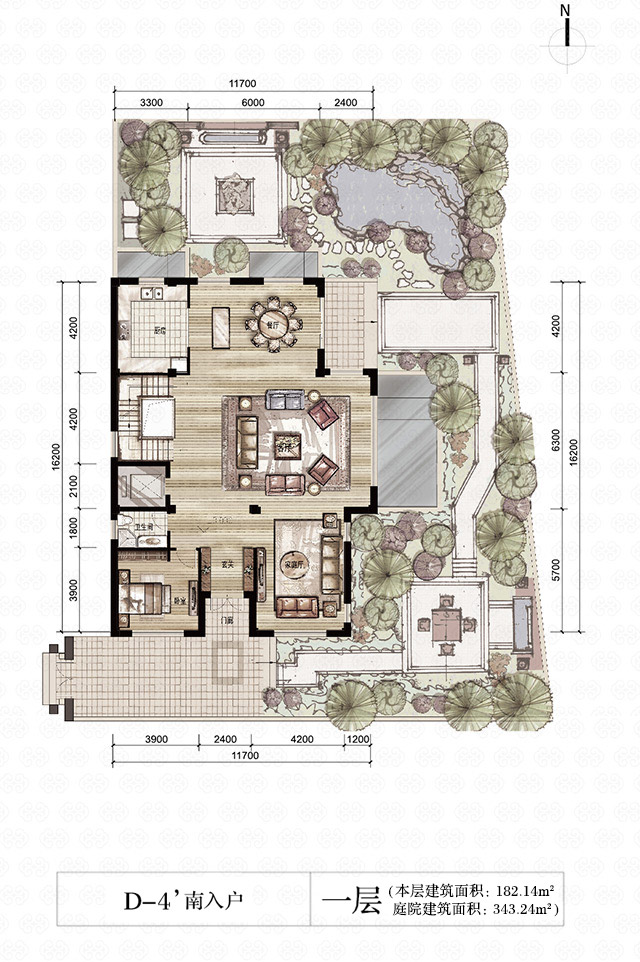 N
11700
3300 6000 2400
4200
4200
2100
1800
3900
16200
4200
6300
5700
16200
厨房
餐厅
客厅
卫生间
玄关
家庭厅
卧室
门廊
3900 2400 4200 1200
11700
D-4’南入户
一层
(本层建筑面积: 182.14m²
庭院建筑面积: 343.24m²)